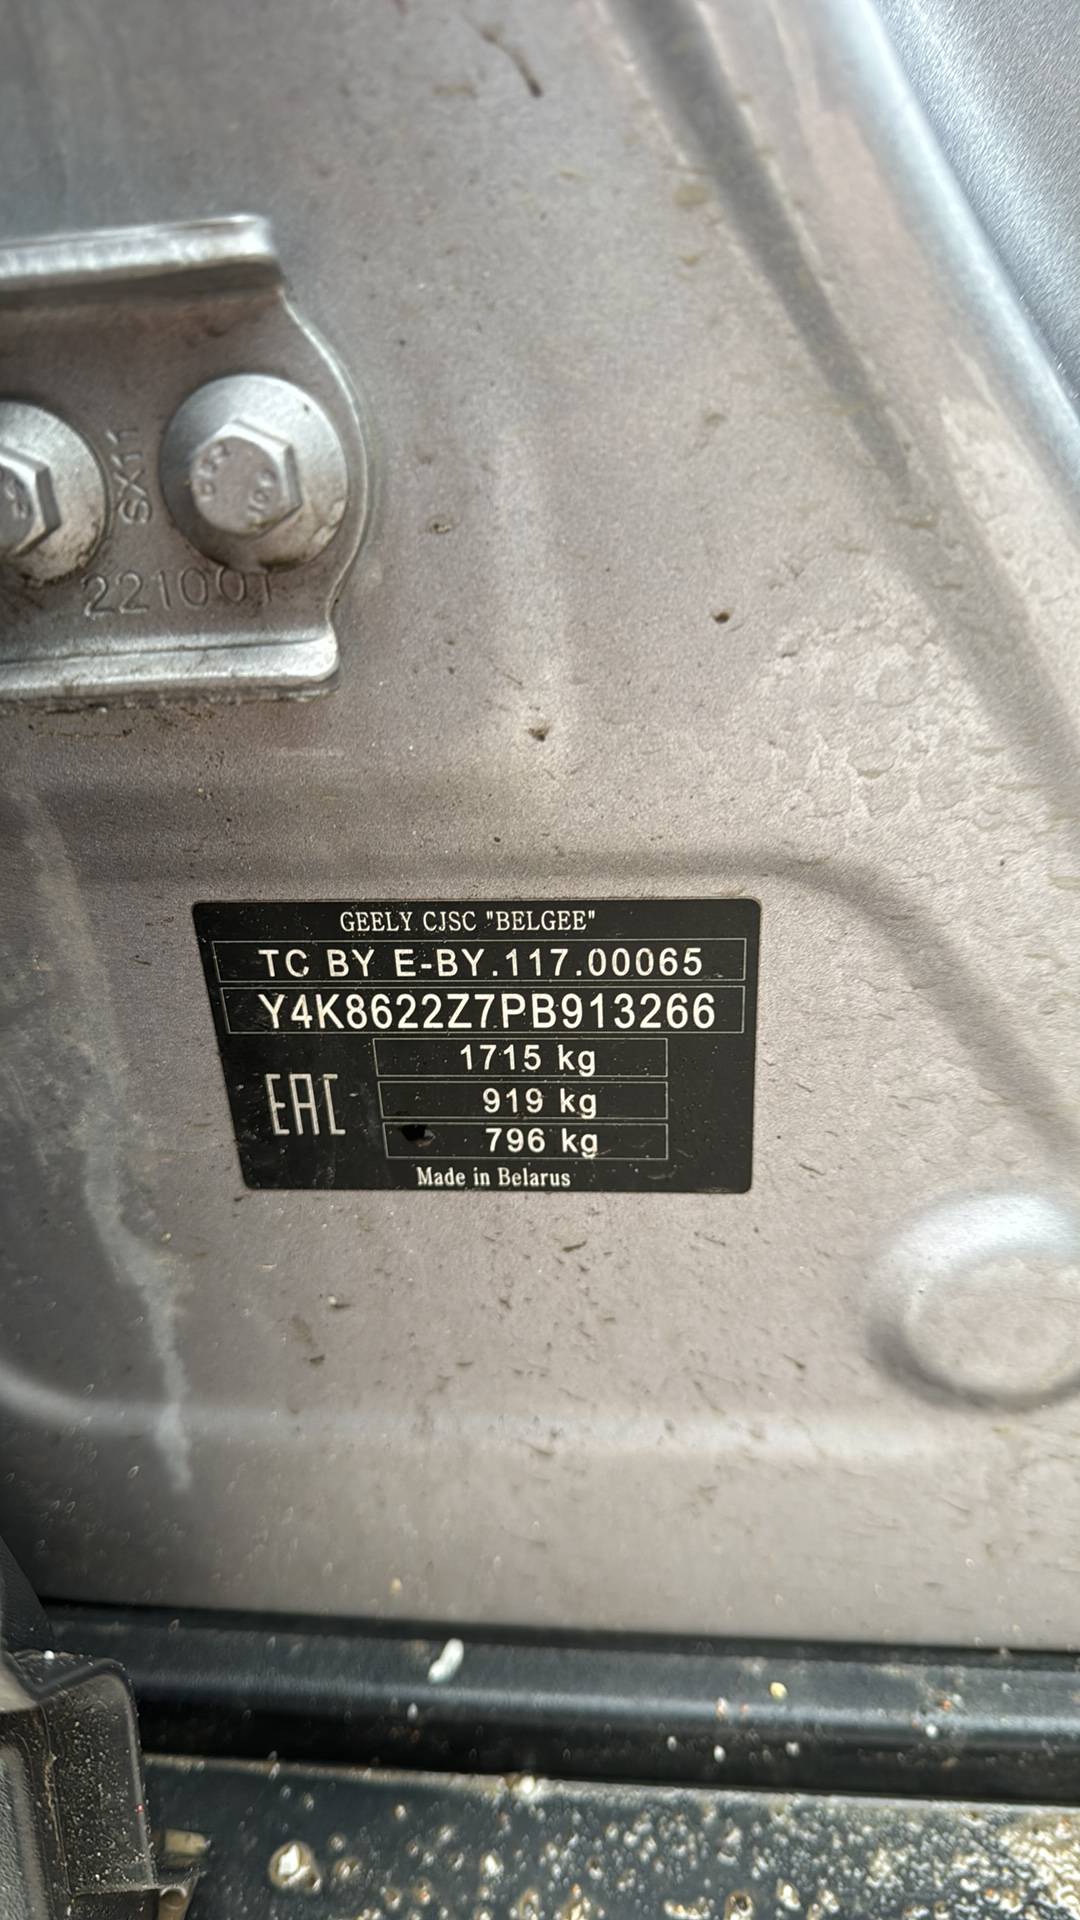 SX11
221001
GEELY CJSC "BELGEE"
TC BY E-BY.117.00065
Y4K8622Z7PB913266
1715 kg
919 kg
EAC
796 kg
Made in Belarus